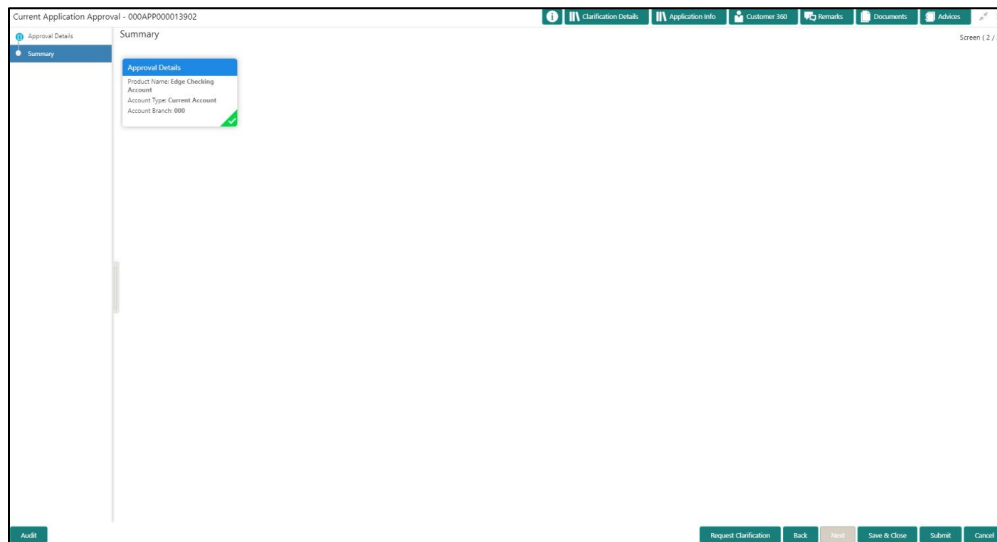 Current Application Approval - 000APP000013902
Clarification Details
Application Info
Customer 360
Remarks
Documents
Advices
Approval Details
Summary
Summary
Screen ( 2 /
Approval Details
Product Name: Edge Checking
Account
Account Type: Current Account
Account Branch: 000
Audit
Request Clarification
Back
Next
Save & Close
Submit
Cancel